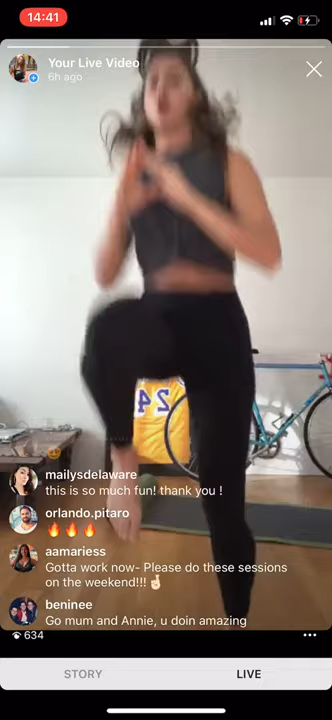 14:41
Your Live Video
6h ago
24
mailysdelaware
this is so much fun! thank you !
orlando.pitaro
🔥🔥🔥
aamariess
Gotta work now- Please do these sessions
on the weekend!!!🤞🏻
beninee
Go mum and Annie, u doin amazing
634
STORY
LIVE